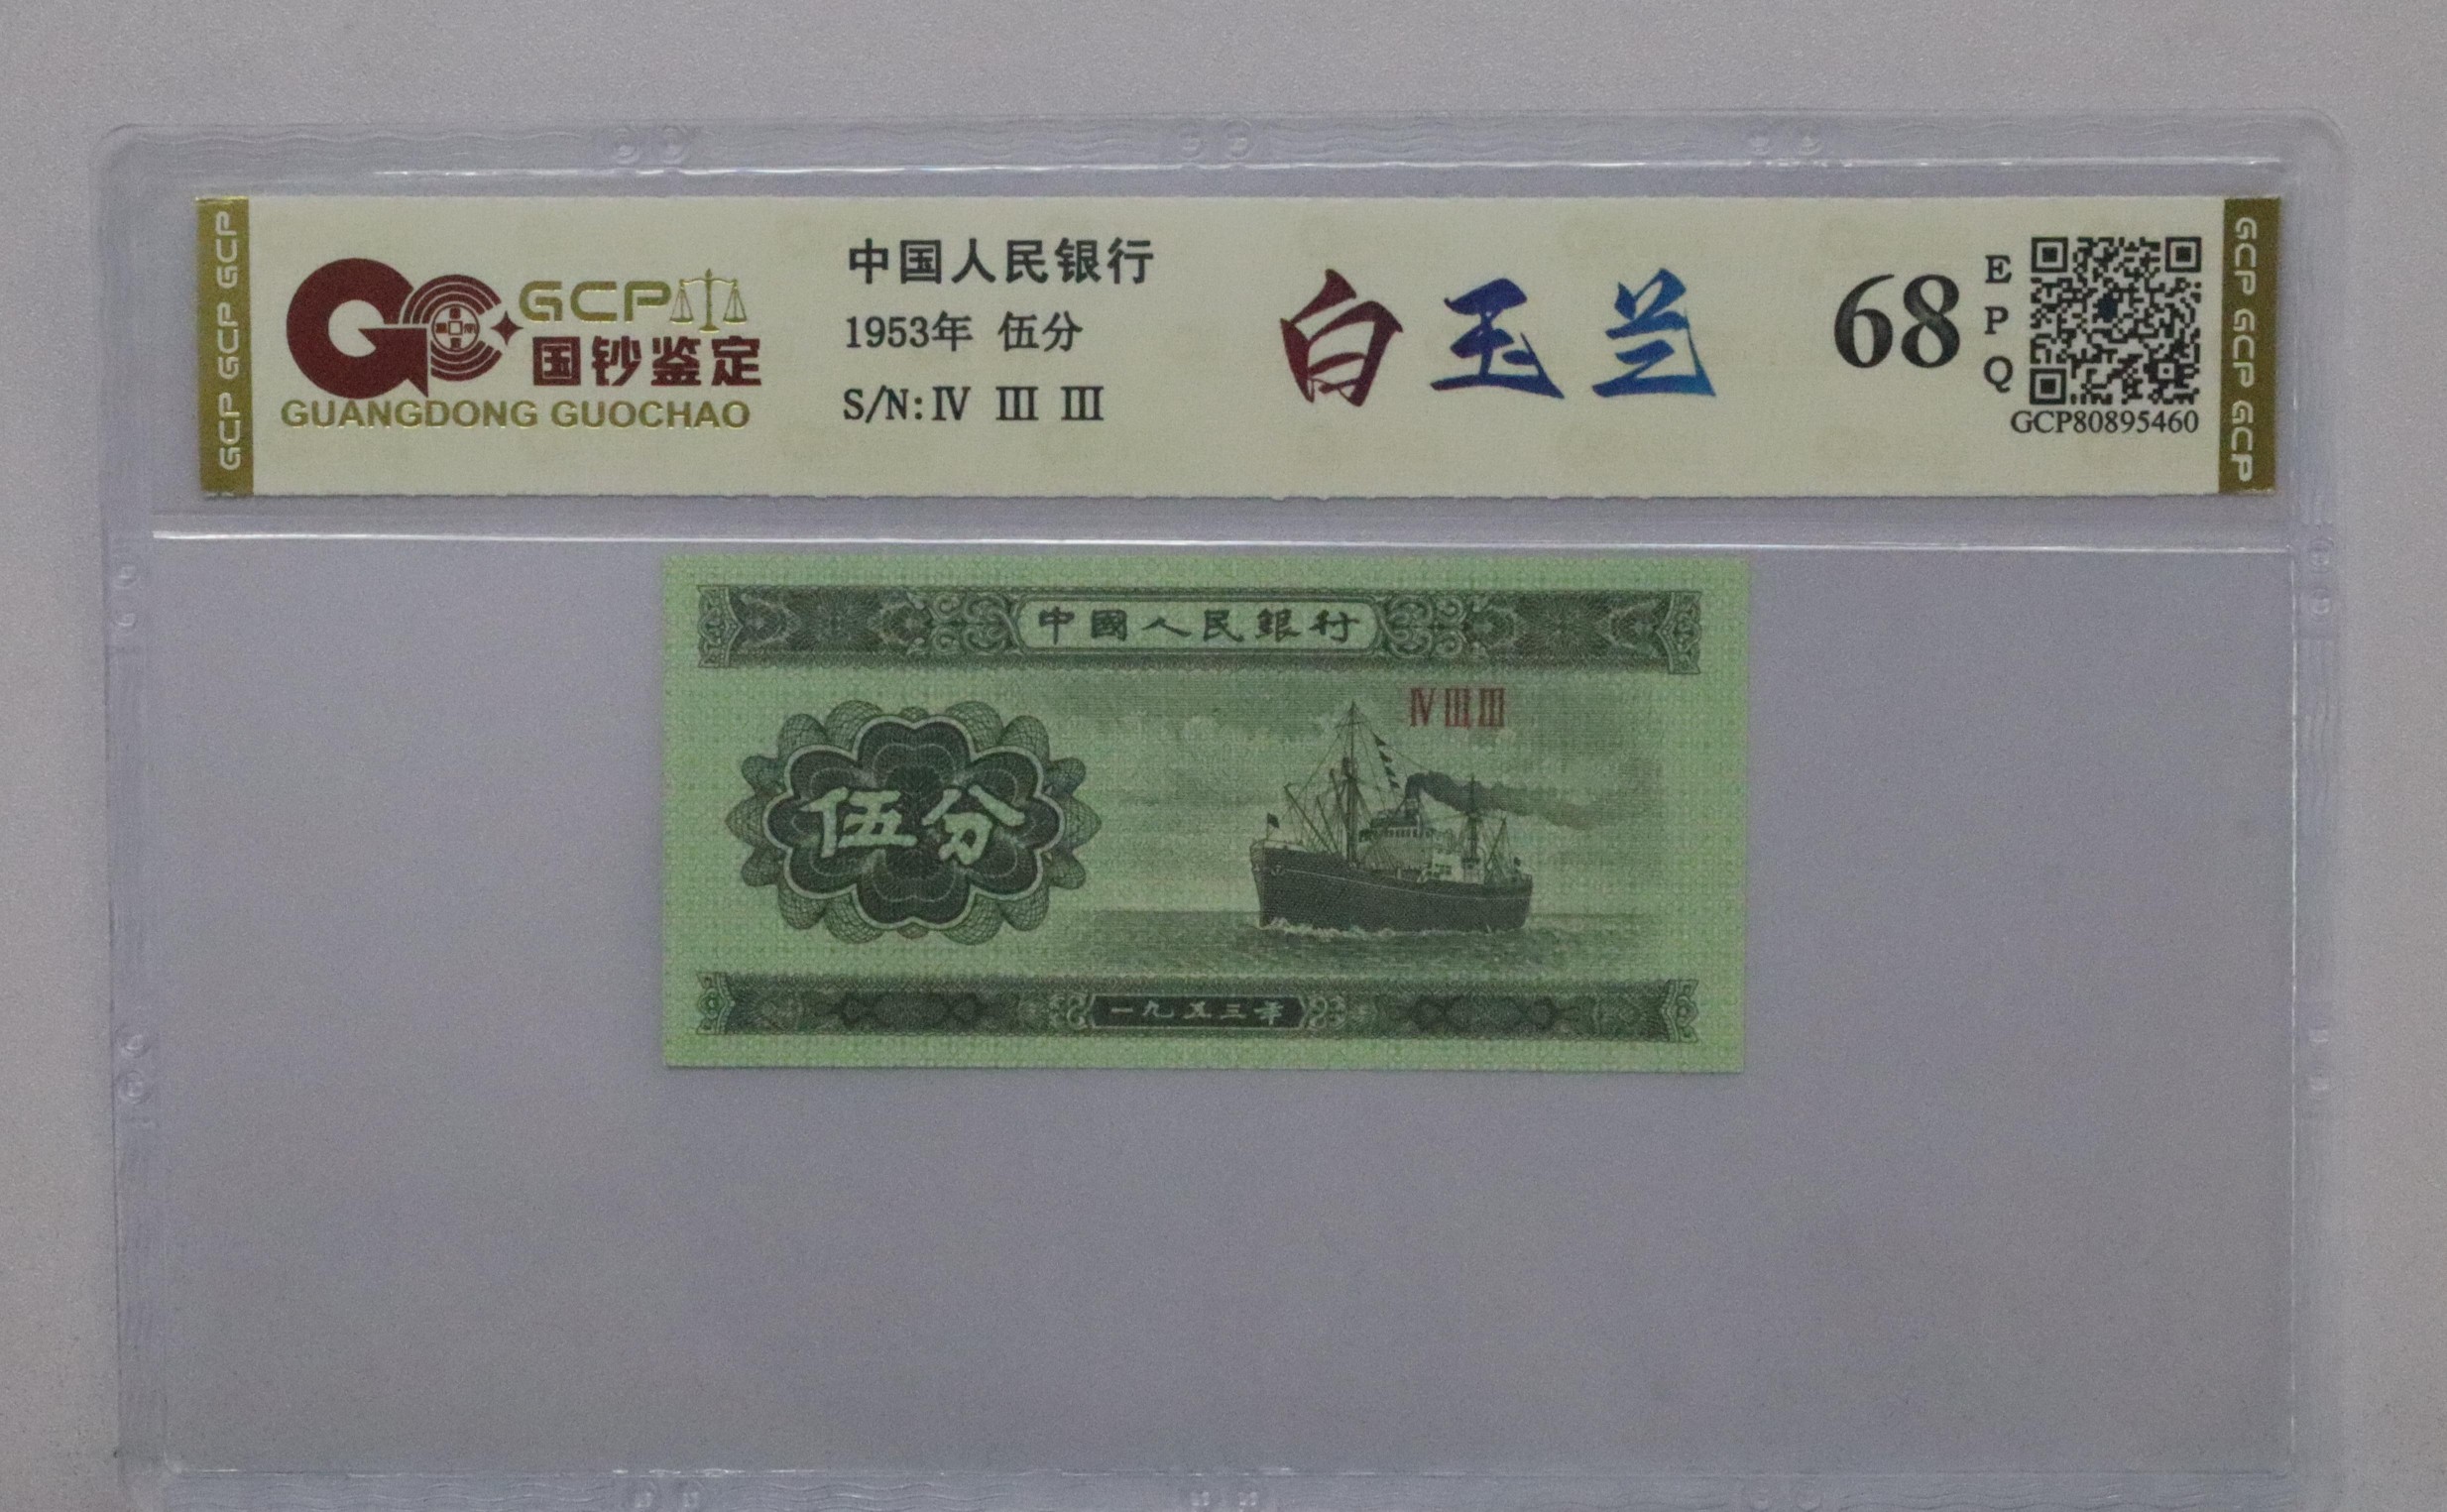 GCP GCP GCP
GCP
国钞鉴定
GUANGDONG GUOCHAO
中国人民银行
1953年 伍分
S/N: Ⅳ Ⅲ Ⅲ
白玉兰
68
EPQ
GCP80895460
GCP GCP GCP
中國人民銀行
Ⅳ Ⅲ Ⅲ
伍分
一九五三年